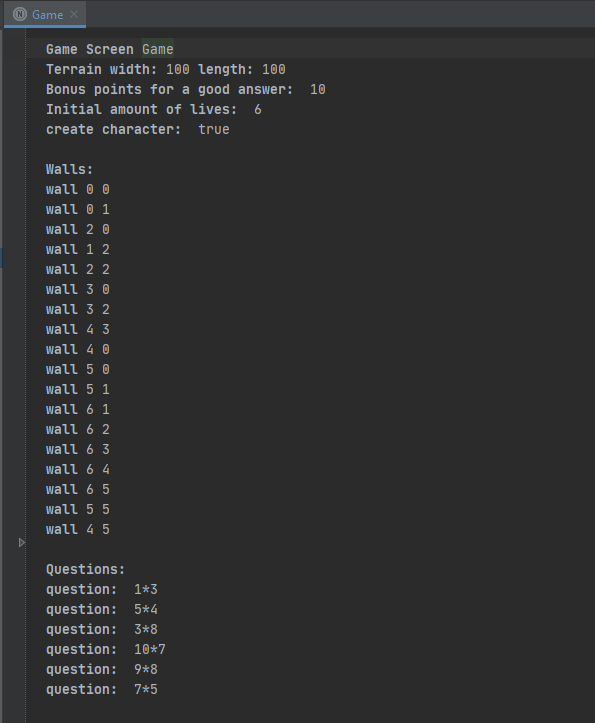 Game
Game Screen Game
Terrain width: 100 length: 100
Bonus points for a good answer:  10
Initial amount of lives:  6
create character:  true
Walls:
wall 0 0
wall 0 1
wall 2 0
wall 1 2
wall 2 2
wall 3 0
wall 3 2
wall 4 3
wall 4 0
wall 5 0
wall 5 1
wall 6 1
wall 6 2
wall 6 3
wall 6 4
wall 6 5
wall 5 5
wall 4 5
Questions:
question:  1*3
question:  5*4
question:  3*8
question:  10*7
question:  9*8
question:  7*5